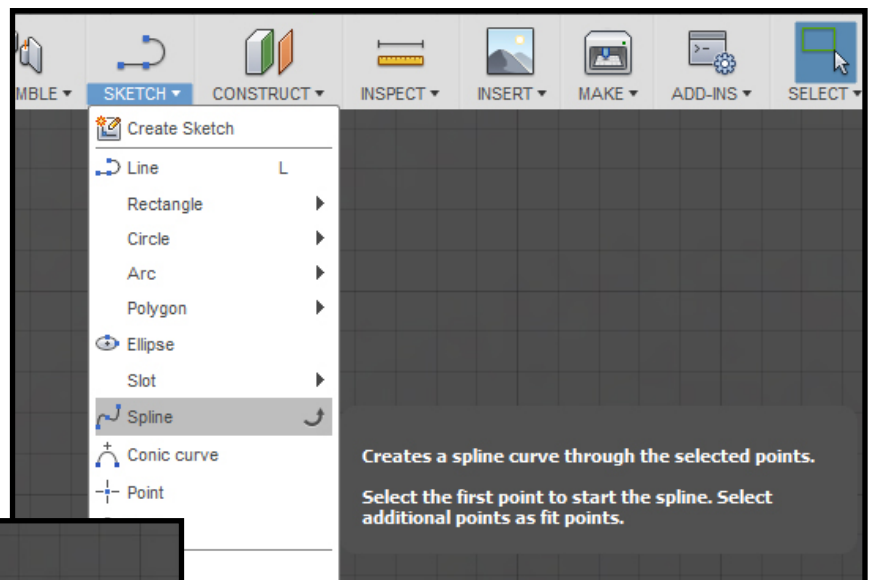 MBLE ▾ SKETCH ▾ CONSTRUCT ▾ INSPECT ▾ INSERT ▾ MAKE ▾ ADD-INS ▾ SELECT ▾
Create Sketch
Line L
Rectangle
Circle
Arc
Polygon
Ellipse
Slot
Spline
Conic curve
Point
Creates a spline curve through the selected points.
Select the first point to start the spline. Select
additional points as fit points.